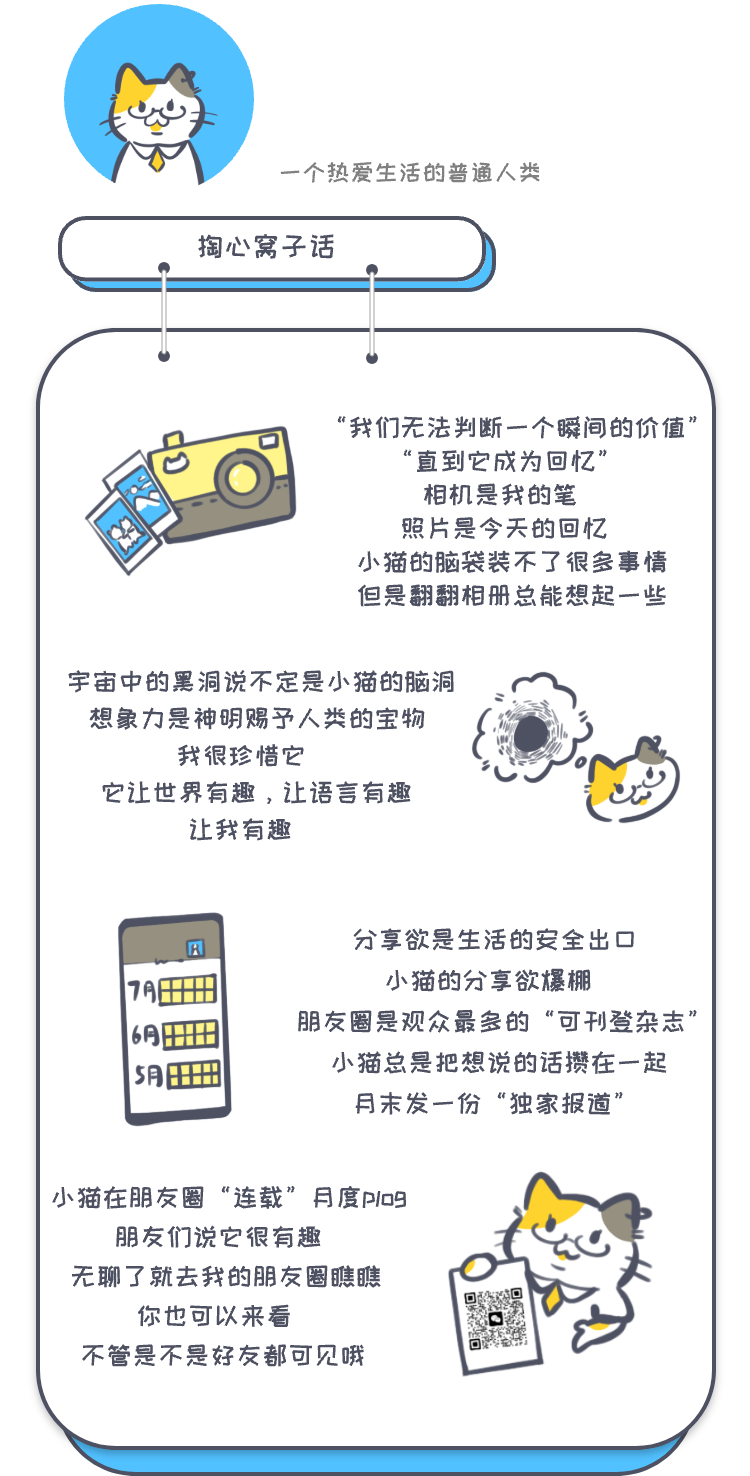 一个热爱生活的普通人类
掏心窝子话
“我们无法判断一个瞬间的价值”
“直到它成为回忆”
相机是我的笔
照片是今天的回忆
小猫的脑袋装不了很多事情
但是翻翻相册总能想起一些
宇宙中的黑洞说不定是小猫的脑洞
想象力是神明赐予人类的宝物
我很珍惜它
它让世界有趣，让语言有趣
让我有趣
7月
6月
5月
分享欲是生活的安全出口
小猫的分享欲爆棚
朋友圈是观众最多的“可刊登杂志”
小猫总是把想说的话攒在一起
月末发一份“独家报道”
小猫在朋友圈“连载”月度plog
朋友们说它很有趣
无聊了就去我的朋友圈瞧瞧
你也可以来看
不管是不是好友都可见哦